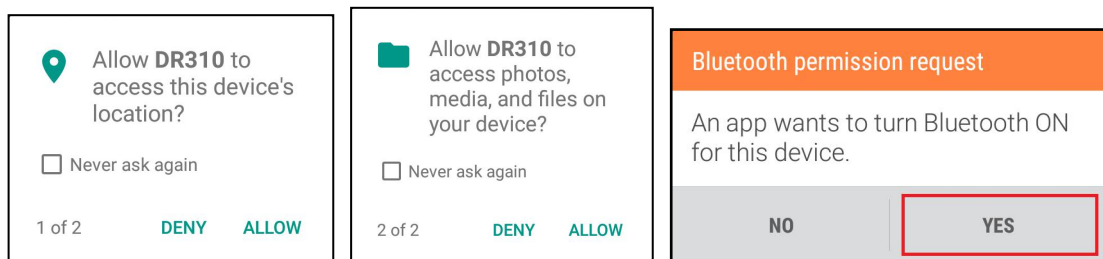 Allow DR310 to
access this device's
location?
Never ask again
1 of 2 DENY ALLOW
Allow DR310 to
access photos,
media, and files on
your device?
Never ask again
2 of 2 DENY ALLOW
Bluetooth permission request
An app wants to turn Bluetooth ON
for this device.
NO YES